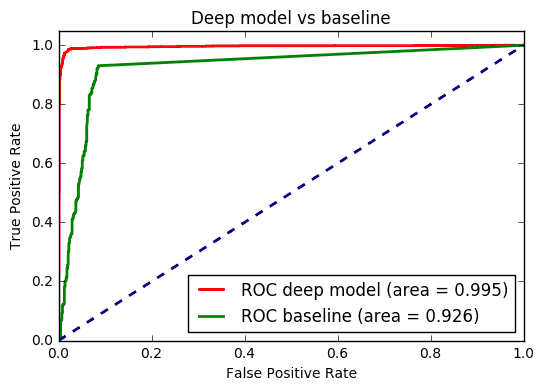 Deep model vs baseline
True Positive Rate
1.0
0.8
0.6
0.4
0.2
0.0
ROC deep model (area = 0.995)
ROC baseline (area = 0.926)
0.0 0.2 0.4 0.6 0.8 1.0
False Positive Rate